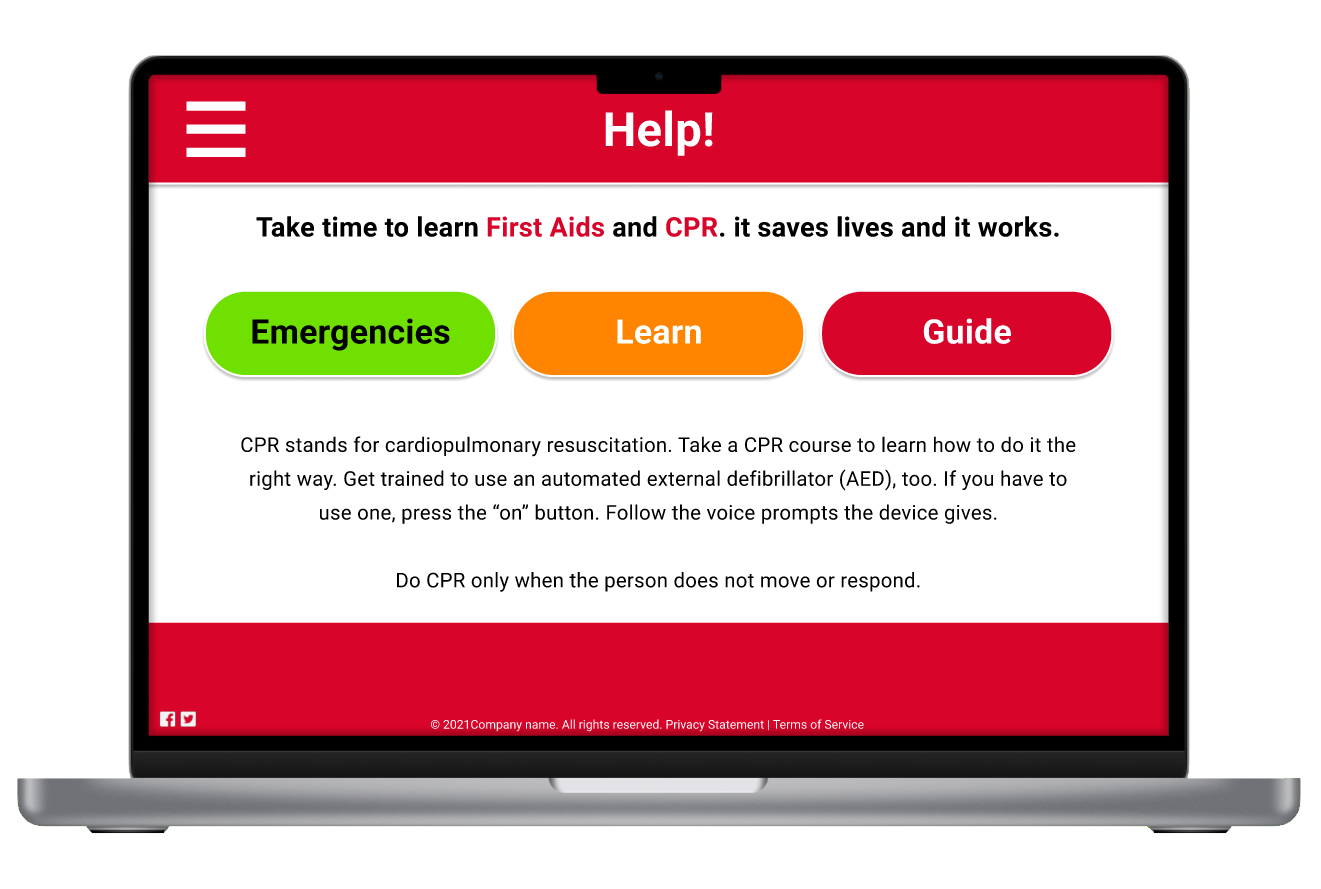 Help!
Take time to learn First Aids and CPR. it saves lives and it works.
Emergencies
Learn
Guide
CPR stands for cardiopulmonary resuscitation. Take a CPR course to learn how to do it the
right way. Get trained to use an automated external defibrillator (AED), too. If you have to
use one, press the “on” button. Follow the voice prompts the device gives.
Do CPR only when the person does not move or respond.
© 2021Company name. All rights reserved. Privacy Statement | Terms of Service